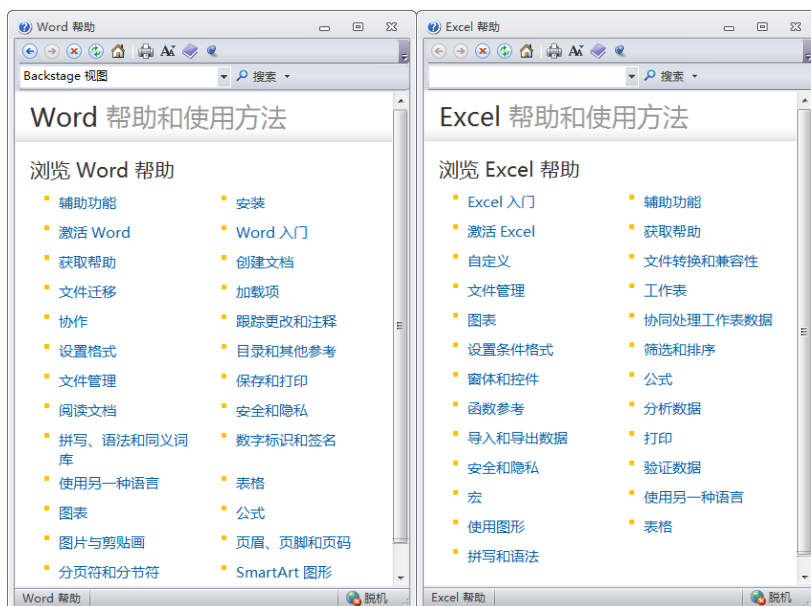 Word 帮助
Backstage 视图
搜索
Word 帮助和使用方法
浏览 Word 帮助
辅助功能
安装
激活 Word
Word 入门
获取帮助
创建文档
文件迁移
加载项
协作
跟踪更改和注释
设置格式
目录和其他参考
文件管理
保存和打印
阅读文档
安全和隐私
拼写、语法和同义词
库
数字标识和签名
使用另一种语言
表格
图表
公式
图片与剪贴画
页眉、页脚和页码
分页符和分节符
SmartArt 图形
Word 帮助
脱机
Excel 帮助
搜索
Excel 帮助和使用方法
浏览 Excel 帮助
Excel 入门
辅助功能
激活 Excel
获取帮助
自定义
文件转换和兼容性
文件管理
工作表
图表
协同处理工作表数据
设置条件格式
筛选和排序
窗体和控件
公式
函数参考
分析数据
导入和导出数据
打印
安全和隐私
验证数据
宏
使用另一种语言
使用图形
表格
拼写和语法
Excel 帮助
脱机